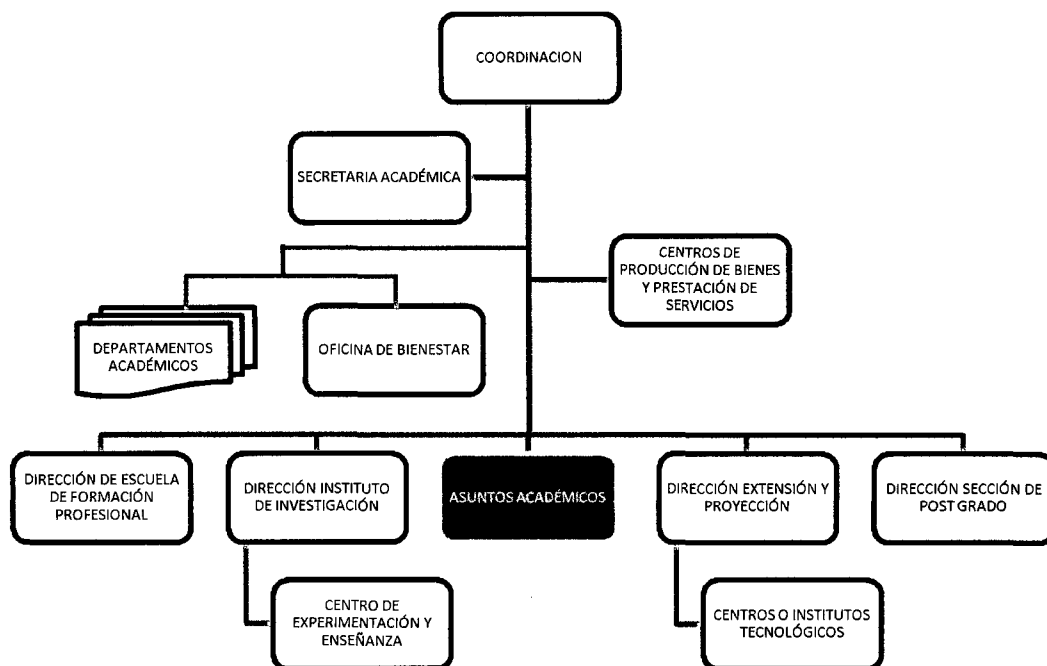 COORDINACION
SECRETARIA ACADÉMICA
CENTROS DE
PRODUCCIÓN DE BIENES
Y PRESTACIÓN DE
SERVICIOS
DEPARTAMENTOS
ACADÉMICOS
OFICINA DE BIENESTAR
DIRECCIÓN DE ESCUELA
DE FORMACIÓN
PROFESIONAL
DIRECCIÓN INSTITUTO
DE INVESTIGACIÓN
ASUNTOS ACADÉMICOS
DIRECCIÓN EXTENSIÓN Y
PROYECCIÓN
DIRECCIÓN SECCIÓN DE
POST GRADO
CENTRO DE
EXPERIMENTACIÓN Y
ENSEÑANZA
CENTROS O INSTITUTOS
TECNOLÓGICOS